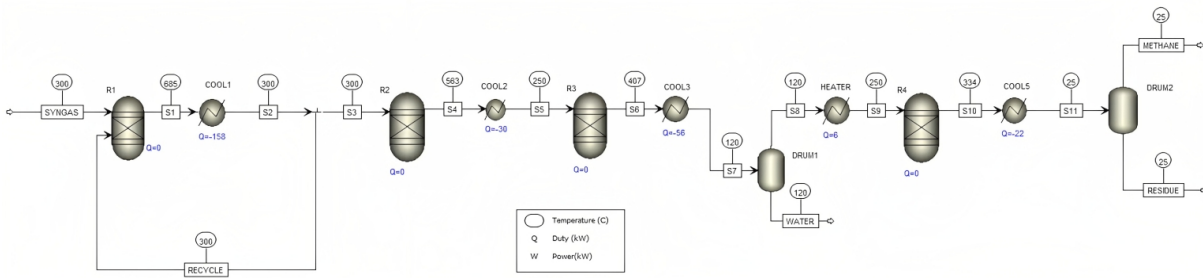 300
SYNGAS
R1
Q=0
685
S1
COOL1
Q=-158
300
S2
300
S3
R2
Q=0
563
S4
COOL2
Q=-30
250
S5
R3
Q=0
407
S6
COOL3
Q=-56
120
S7
DRUM1
120
WATER
120
S8
HEATER
Q=6
250
S9
R4
Q=0
334
S10
COOL5
Q=-22
25
S11
DRUM2
25
METHANE
25
RESIDUE
300
RECYCLE
Temperature (C)
Q Duty (kW)
W Power(kW)